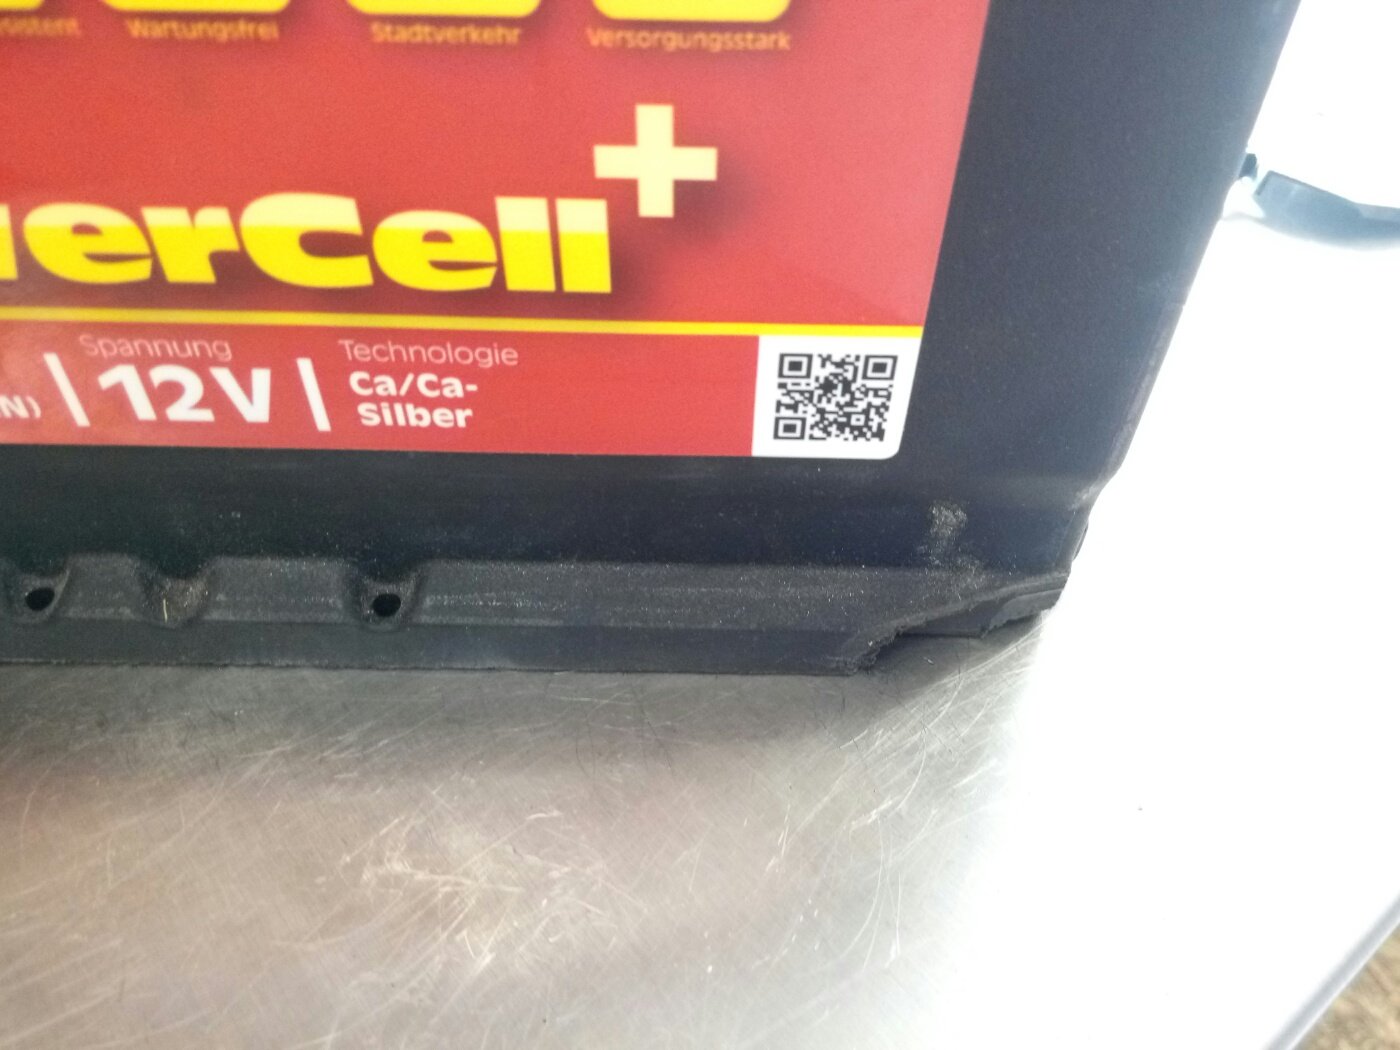 Wartungsfrei Stadtverkehr Versorgungsstark
erCell+
Spannung Technologie
N) | 12V | Ca/Ca-
Silber